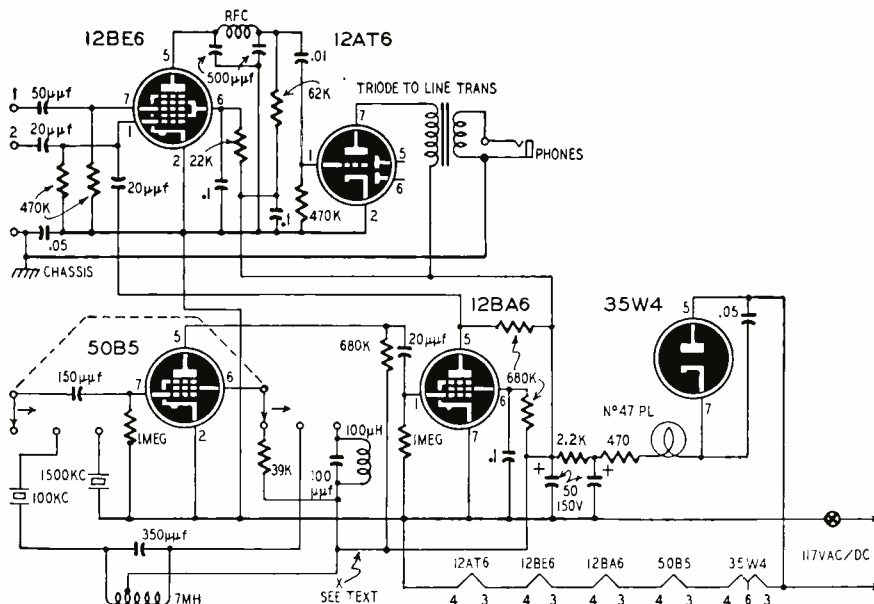 RFC
12BE6
12AT6
5
500μμf
.01
TRIODE TO LINE TRANS
1
50μμf
7
6
62K
7
2
20μμf
1
22K
1
5
PHONES
2
6
470K
20μμf
.1
.1
470K
2
.05
CHASSIS
12BA6
35W4
5
50B5
5
680K
20μμf
5
.05
150μμf
7
6
680K
1
6
Nº47 PL
7
1MEG
2
100μH
1MEG
7
2.2K
470
1500KC
39K
100
μμf
.1
+
+
100KC
50
150V
350μμf
117VAC/DC
X
SEE TEXT
12AT6 12BE6 12BA6 50B5 35W4
7MH
4 3 4 3 4 3 4 3 4 6 3